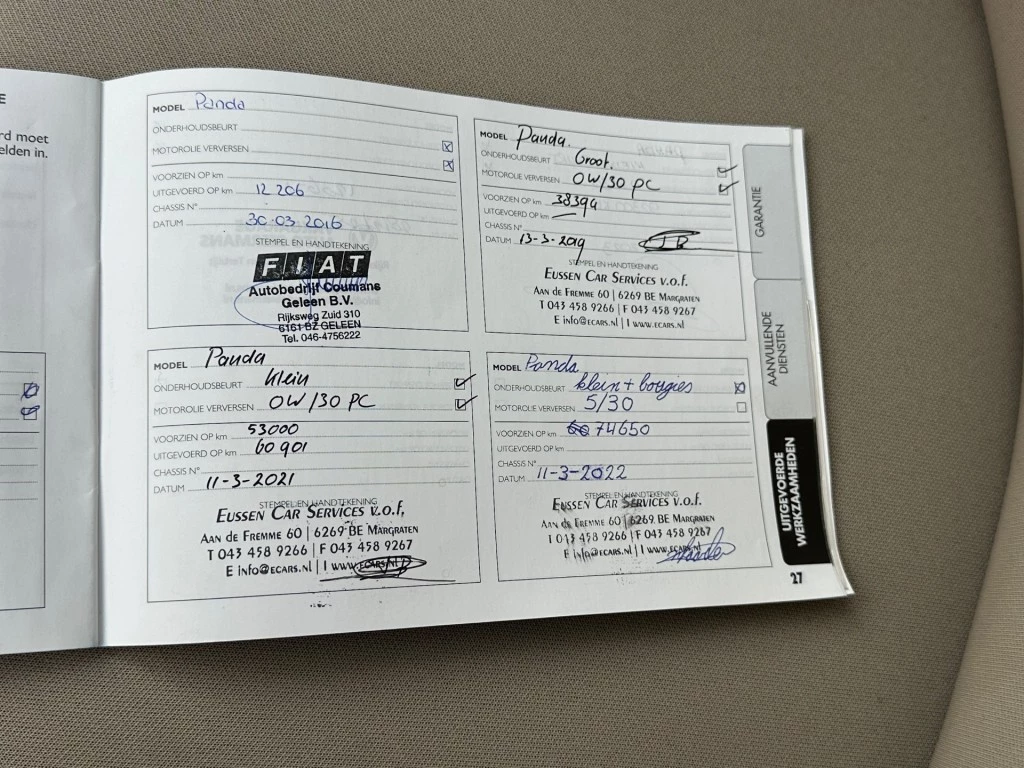 E
rd moet
elden in.
MODEL Panda
ONDERHOUDSBEURT
MOTOROLIE VERVERSEN
VOORZIEN OP km
UITGEVOERD OP km 12 206
CHASSIS N°
DATUM 30-03-2016
STEMPEL EN HANDTEKENING
FIAT
Autobedrijf Coumans
Geleen B.V.
Rijksweg Zuid 310
6161 BZ GELEEN
Tel. 046-4756222
MODEL Panda.
ONDERHOUDSBEURT Groot.
MOTOROLIE VERVERSEN OW/30 PC
VOORZIEN OP km 38394
UITGEVOERD OP km —
CHASSIS N°
DATUM 13-3-2019
STEMPEL EN HANDTEKENING
Eussen Car Services v.o.f.
Aan de Fremme 60 | 6269 BE Margraten
T 043 458 9266 | F 043 458 9267
E info@ecars.nl | I www.ecars.nl
MODEL Panda
ONDERHOUDSBEURT Klein
MOTOROLIE VERVERSEN OW/30 PC
VOORZIEN OP km 53000
UITGEVOERD OP km 60901
CHASSIS N°
DATUM 11-3-2021
STEMPEL EN HANDTEKENING
Eussen Car Services v.o.f.
Aan de Fremme 60 | 6269 BE Margraten
T 043 458 9266 | F 043 458 9267
E info@ecars.nl | I www.ecars.nl
MODEL Panda
ONDERHOUDSBEURT klein + bougies
MOTOROLIE VERVERSEN 5/30
VOORZIEN OP km 74650
UITGEVOERD OP km
CHASSIS N°
DATUM 11-3-2022
STEMPEL EN HANDTEKENING
Eussen Car Services v.o.f.
Aan de Fremme 60 | 6269 BE Margraten
T 043 458 9266 | F 043 458 9267
E info@ecars.nl | I www.ecars.nl
GARANTIE
AANVULLENDE
DIENSTEN
UITGEVOERDE
WERKZAAMHEDEN
27